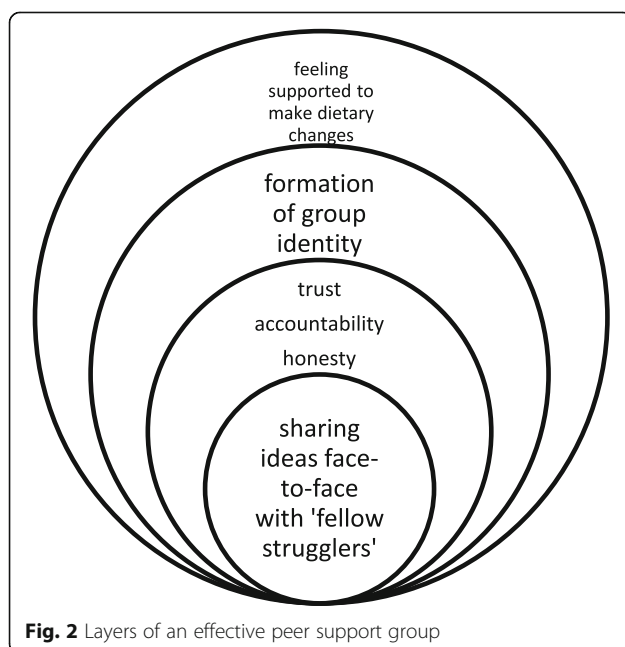 feeling
supported to
make dietary
changes
formation
of group
identity
trust
accountability
honesty
sharing
ideas face-
to-face
with 'fellow
strugglers'
Fig. 2 Layers of an effective peer support group